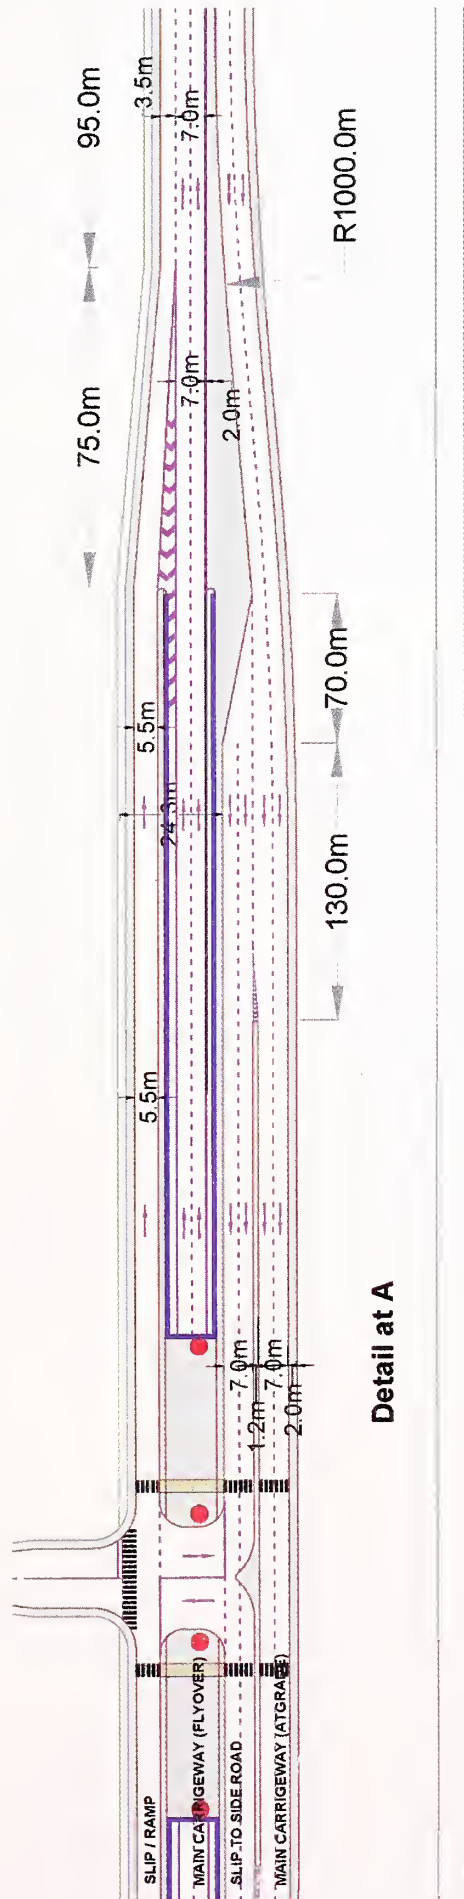 95.0m
3.5m
7.0m
R1000.0m
75.0m
7.0m
2.0m
5.5m
24.3m
70.0m
130.0m
5.5m
7.0m
1.2m
7.0m
2.0m
Detail at A
SLIP / RAMP
MAIN CARRIGEWAY (FLYOVER)
SLIP TO SIDE ROAD
MAIN CARRIGEWAY (ATGRADE)